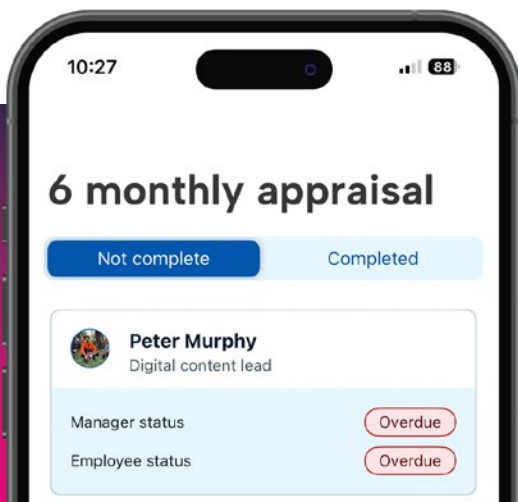 10:27
88
6 monthly appraisal
Not complete
Completed
Peter Murphy
Digital content lead
Manager status
Overdue
Employee status
Overdue